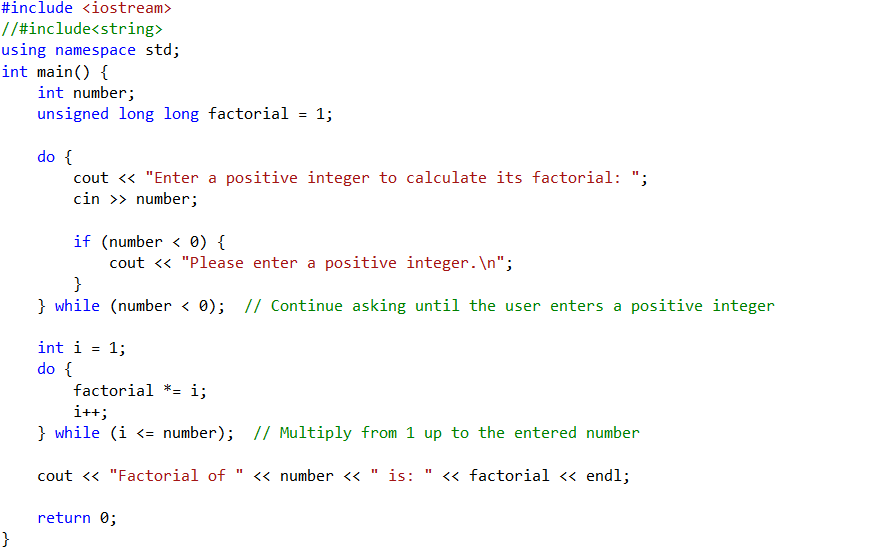 #include <iostream>
//#include<string>
using namespace std;
int main() {
    int number;
    unsigned long long factorial = 1;

    do {
        cout << "Enter a positive integer to calculate its factorial: ";
        cin >> number;

        if (number < 0) {
            cout << "Please enter a positive integer.\n";
        }
    } while (number < 0);  // Continue asking until the user enters a positive integer

    int i = 1;
    do {
        factorial *= i;
        i++;
    } while (i <= number);  // Multiply from 1 up to the entered number

    cout << "Factorial of " << number << " is: " << factorial << endl;

    return 0;
}